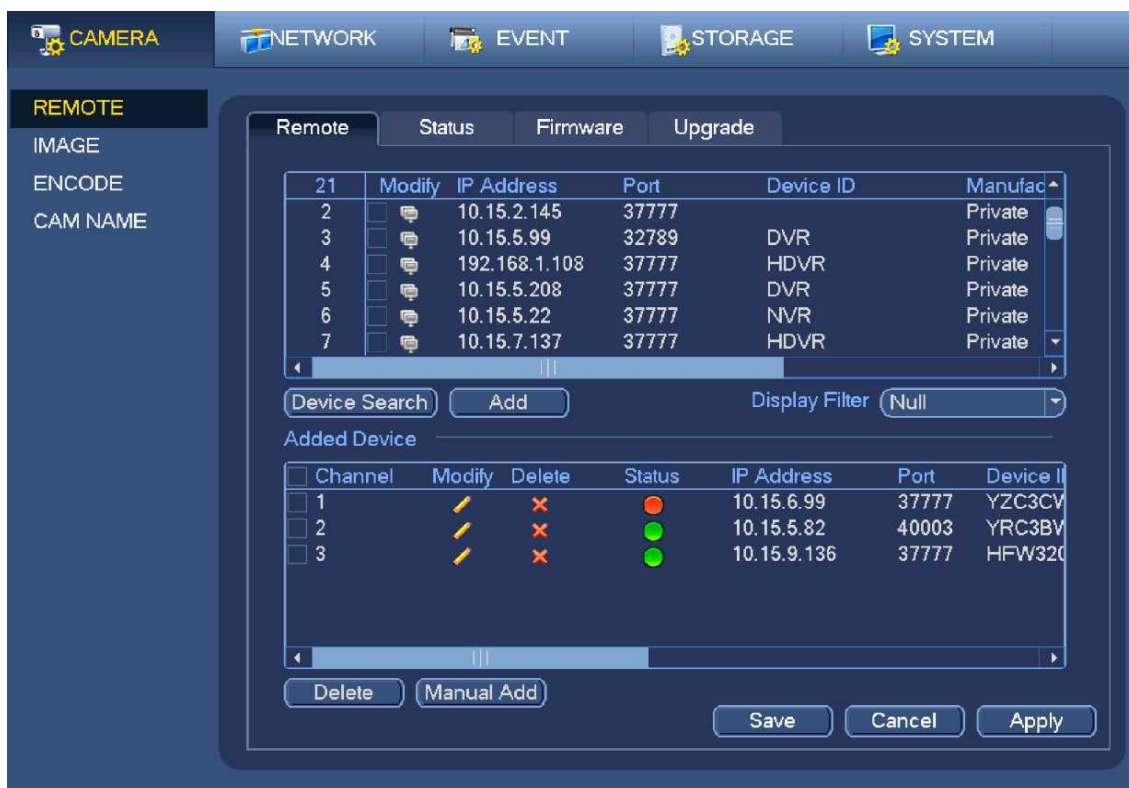 CAMERA NETWORK EVENT STORAGE SYSTEM
REMOTE
IMAGE
ENCODE
CAM NAME
Remote Status Firmware Upgrade
21 Modify IP Address Port Device ID Manufac
2 10.15.2.145 37777 Private
3 10.15.5.99 32789 DVR Private
4 192.168.1.108 37777 HDVR Private
5 10.15.5.208 37777 DVR Private
6 10.15.5.22 37777 NVR Private
7 10.15.7.137 37777 HDVR Private
Device Search Add Display Filter Null
Added Device
Channel Modify Delete Status IP Address Port Device I
1 10.15.6.99 37777 YZC3CV
2 10.15.5.82 40003 YRC3BV
3 10.15.9.136 37777 HFW320
Delete Manual Add
Save Cancel Apply